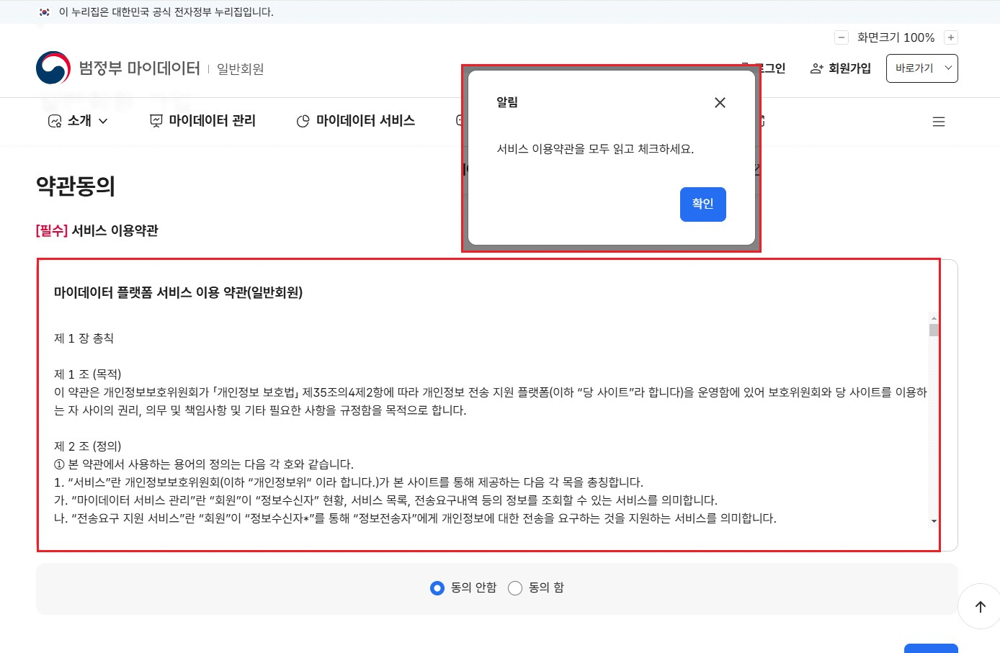 이 누리집은 대한민국 공식 전자정부 누리집입니다.
화면크기 100%
범정부 마이데이터 일반회원
로그인 회원가입 바로가기
소개 마이데이터 관리 마이데이터 서비스
알림
서비스 이용약관을 모두 읽고 체크하세요.
확인
약관동의
[필수] 서비스 이용약관
마이데이터 플랫폼 서비스 이용 약관(일반회원)
제 1 장 총칙
제 1 조 (목적)
이 약관은 개인정보보호위원회가 「개인정보 보호법」 제35조의4제2항에 따라 개인정보 전송 지원 플랫폼(이하 “당 사이트”라 합니다)을 운영함에 있어 보호위원회와 당 사이트를 이용하
는 자 사이의 권리, 의무 및 책임사항 및 기타 필요한 사항을 규정함을 목적으로 합니다.
제 2 조 (정의)
① 본 약관에서 사용하는 용어의 정의는 다음 각 호와 같습니다.
1. “서비스”란 개인정보보호위원회(이하 “개인정보위“ 이라 합니다.)가 본 사이트를 통해 제공하는 다음 각 목을 총칭합니다.
가. “마이데이터 서비스 관리”란 “회원”이 “정보수신자” 현황, 서비스 목록, 전송요구내역 등의 정보를 조회할 수 있는 서비스를 의미합니다.
나. “전송요구 지원 서비스”란 “회원”이 “정보수신자*”를 통해 “정보전송자”에게 개인정보에 대한 전송을 요구하는 것을 지원하는 서비스를 의미합니다.
동의 안함 동의 함